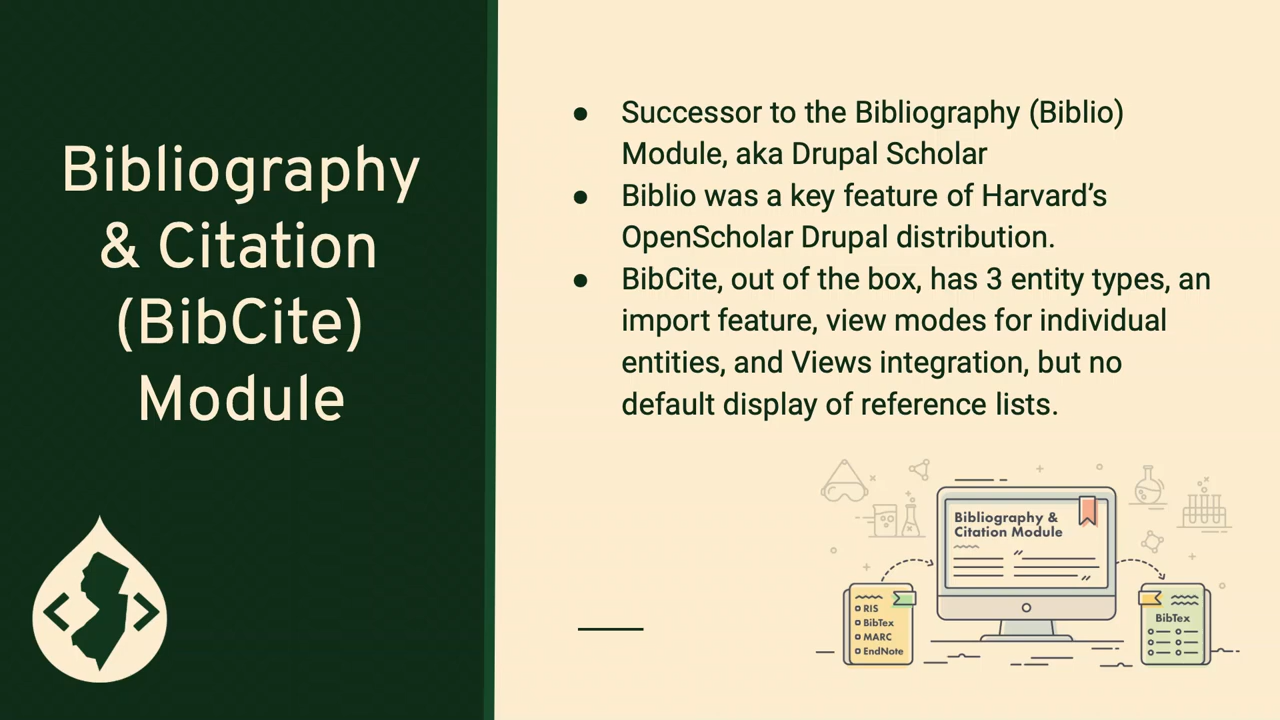 Bibliography
& Citation
(BibCite)
Module
● Successor to the Bibliography (Biblio)
Module, aka Drupal Scholar
● Biblio was a key feature of Harvard’s
OpenScholar Drupal distribution.
● BibCite, out of the box, has 3 entity types, an
import feature, view modes for individual
entities, and Views integration, but no
default display of reference lists.
Bibliography &
Citation Module
RIS
BibTex
MARC
EndNote
BibTex